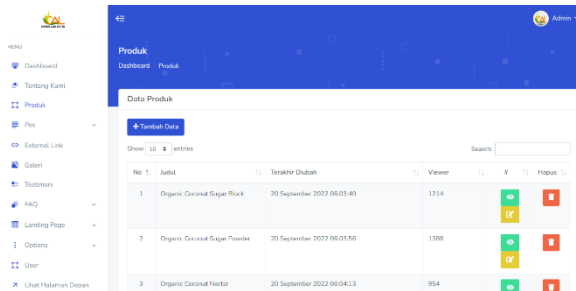 CAL
Admin
MENU
Dashboard
Tentang Kami
Produk
Pos
External Link
Galeri
Testimoni
FAQ
Landing Page
Options
User
Lihat Halaman Depan
Produk
Dashboard Produk
Data Produk
+ Tambah Data
Show 10 entries
Search:
No Judul Terakhir Diubah Viewer # Hapus
1 Organic Coconut Sugar Block 20 September 2022 06:03:40 1214
2 Organic Coconut Sugar Powder 20 September 2022 06:03:56 1388
3 Organic Coconut Nectar 20 September 2022 06:04:13 954